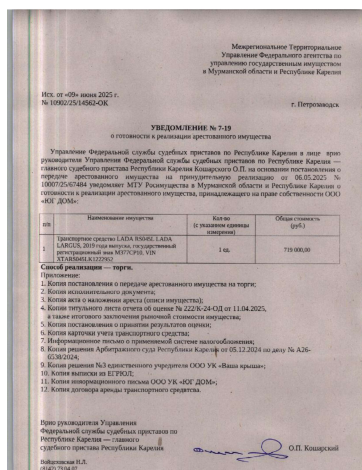 Межрегиональное Территориальное
Управление Федерального агентства по
управлению государственным имуществом
в Мурманской области и Республике Карелия
Исх. от «09» июня 2025 г.
№ 10902/25/14562-ОК
г. Петрозаводск
УВЕДОМЛЕНИЕ № 7-19
о готовности к реализации арестованного имущества
Управление Федеральной службы судебных приставов по Республике Карелия в лице врио
руководителя Управления Федеральной службы судебных приставов по Республике Карелия —
главного судебного пристава Республики Карелия Кошарского О.П. на основании постановления о
передаче арестованного имущества на принудительную реализацию от 06.05.2025 №
10007/25/67484 уведомляет МТУ Росимущества в Мурманской области и Республике Карелия о
готовности к реализации арестованного имущества, принадлежащего на праве собственности ООО
«ЮГ ДОМ»:
п/п
Наименование имущества
Кол-во
(с указанием единицы
измерения)
Общая стоимость
(руб.)
1
Транспортное средство LADA RS045L LADA
LARGUS, 2019 года выпуска, государственный
регистрационный знак М377СР10, VIN
1 ед.
719 000,00
Способ реализации — торги.
Приложение:
1. Копия постановления о передаче арестованного имущества на торги;
2. Копия исполнительного документа;
3. Копия акта о наложении ареста (описи имущества);
4. Копии титульного листа отчета об оценке № 222/К-24-ОД от 11.04.2025,
а также итогового заключения рыночной стоимости имущества;
5. Копия постановления о принятии результатов оценки;
6. Копия карточки учета транспортного средства;
7. Информационное письмо о применяемой системе налогообложения;
8. Копия решения Арбитражного суда Республики Карелия от 05.12.2024 по делу № А26-
6538/2024;
9. Копия решения №3 единственного учредителя ООО УК «Ваша крыша»;
10. Копия выписки из ЕГРЮЛ;
11. Копия информационного письма ООО УК «ЮГ ДОМ»;
12. Копия договора аренды транспортного средства.
Врио руководителя Управления
Федеральной службы судебных приставов по
Республике Карелия — главного
судебного пристава Республики Карелия
О.П. Кошарский
Войцеховская Н.Л.